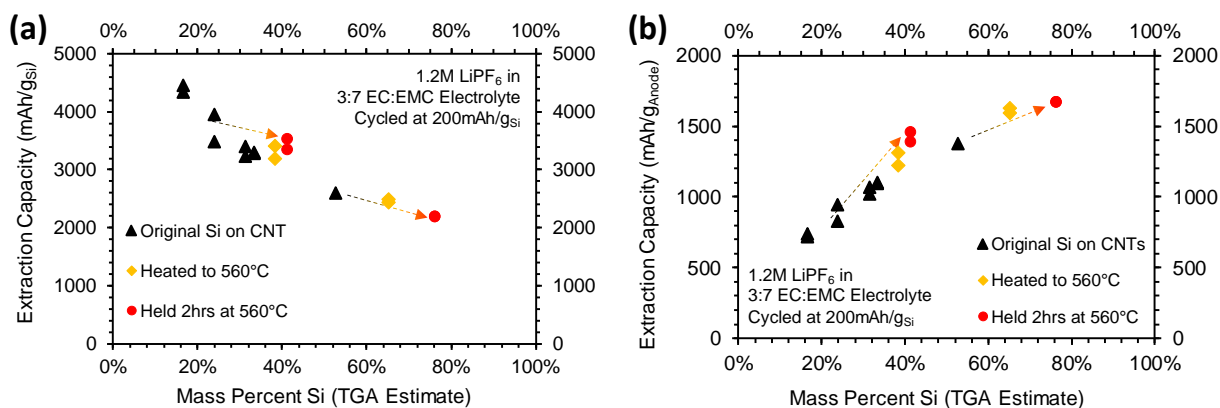 (a)
0% 20% 40% 60% 80% 100%
5000 5000
4000 4000
3000 3000
2000 2000
1000 1000
0 0
0% 20% 40% 60% 80% 100%
Extraction Capacity (mAh/gSi)
Mass Percent Si (TGA Estimate)
1.2M LiPF6 in
3:7 EC:EMC Electrolyte
Cycled at 200mAh/gSi
Original Si on CNT
Heated to 560°C
Held 2hrs at 560°C
(b)
0% 20% 40% 60% 80% 100%
2000 2000
1500 1500
1000 1000
500 500
0 0
0% 20% 40% 60% 80% 100%
Extraction Capacity (mAh/gAnode)
Mass Percent Si (TGA Estimate)
1.2M LiPF6 in
3:7 EC:EMC Electrolyte
Cycled at 200mAh/gSi
Original Si on CNTs
Heated to 560°C
Held 2hrs at 560°C